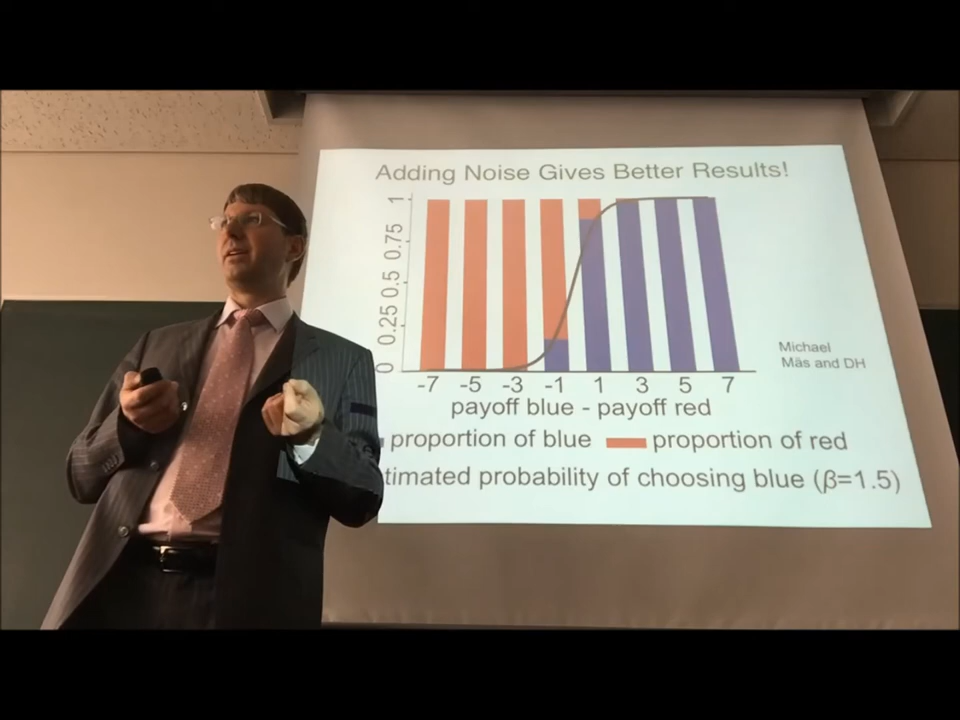 Adding Noise Gives Better Results!
1
0.75
0.5
0.25
0
-7 -5 -3 -1 1 3 5 7
payoff blue - payoff red
Michael
Mäs and DH
proportion of blue proportion of red
probability of choosing blue (β=1.5)